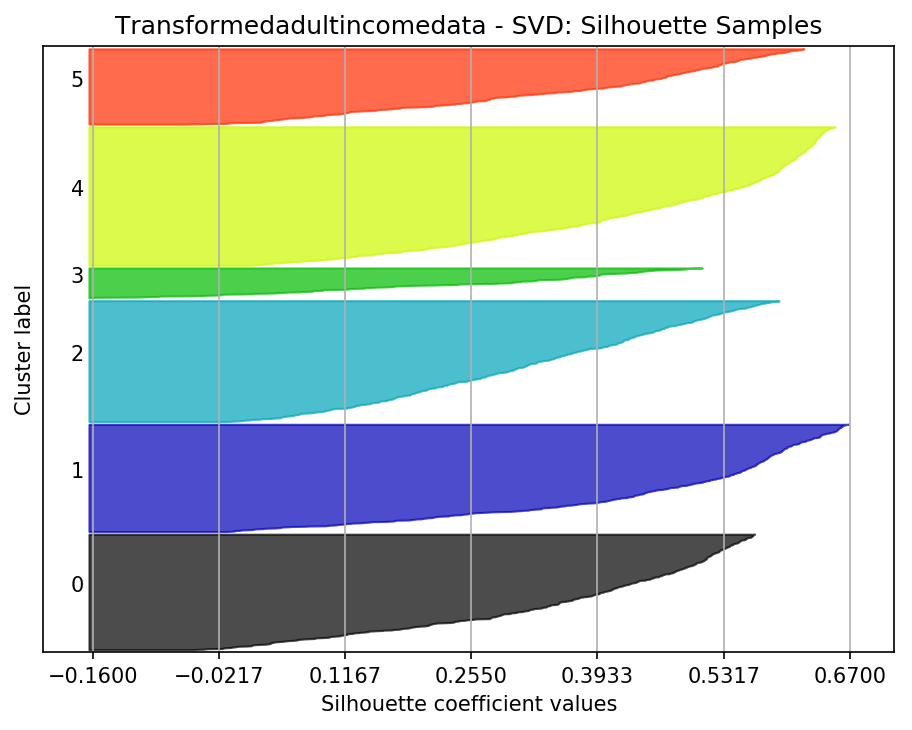 Transformedadultincomedata - SVD: Silhouette Samples
5
4
3
2
1
0
Cluster label
−0.1600 −0.0217 0.1167 0.2550 0.3933 0.5317 0.6700
Silhouette coefficient values